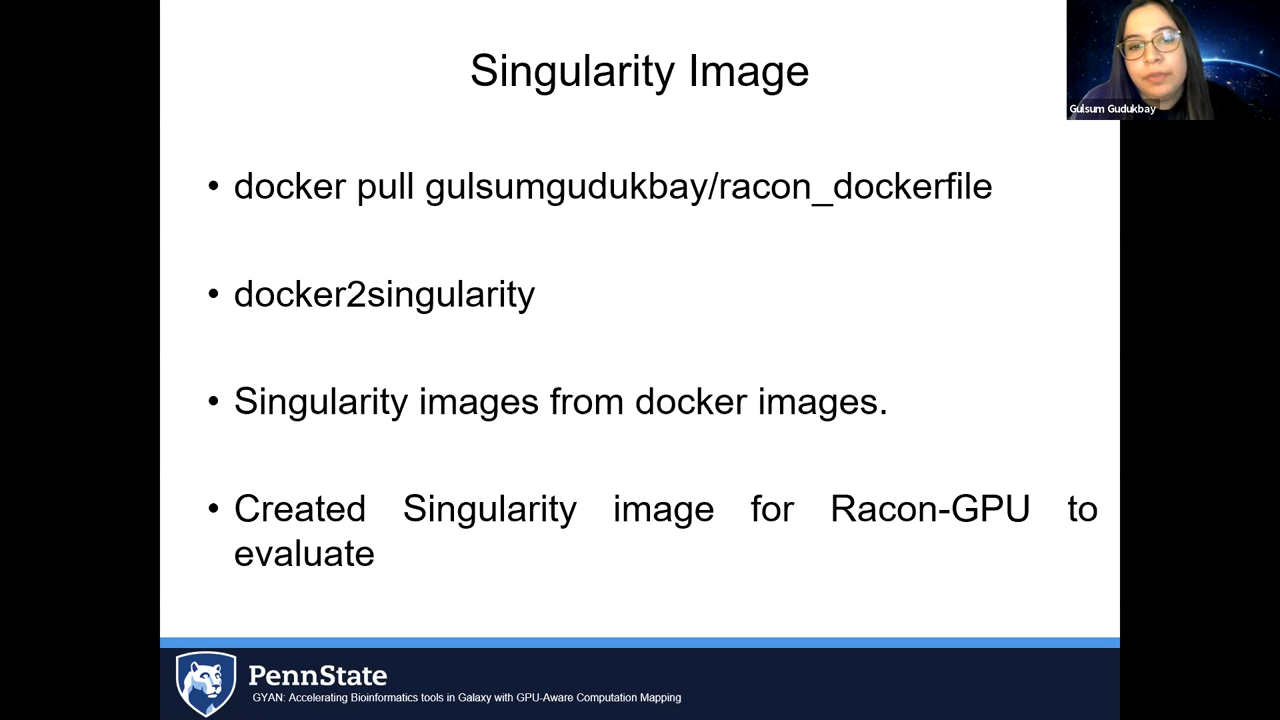 Singularity Image
Gulsum Gudukbay
• docker pull gulsumgudukbay/racon_dockerfile
• docker2singularity
• Singularity images from docker images.
• Created Singularity image for Racon-GPU to
evaluate
PennState
GYAN: Accelerating Bioinformatics tools in Galaxy with GPU-Aware Computation Mapping